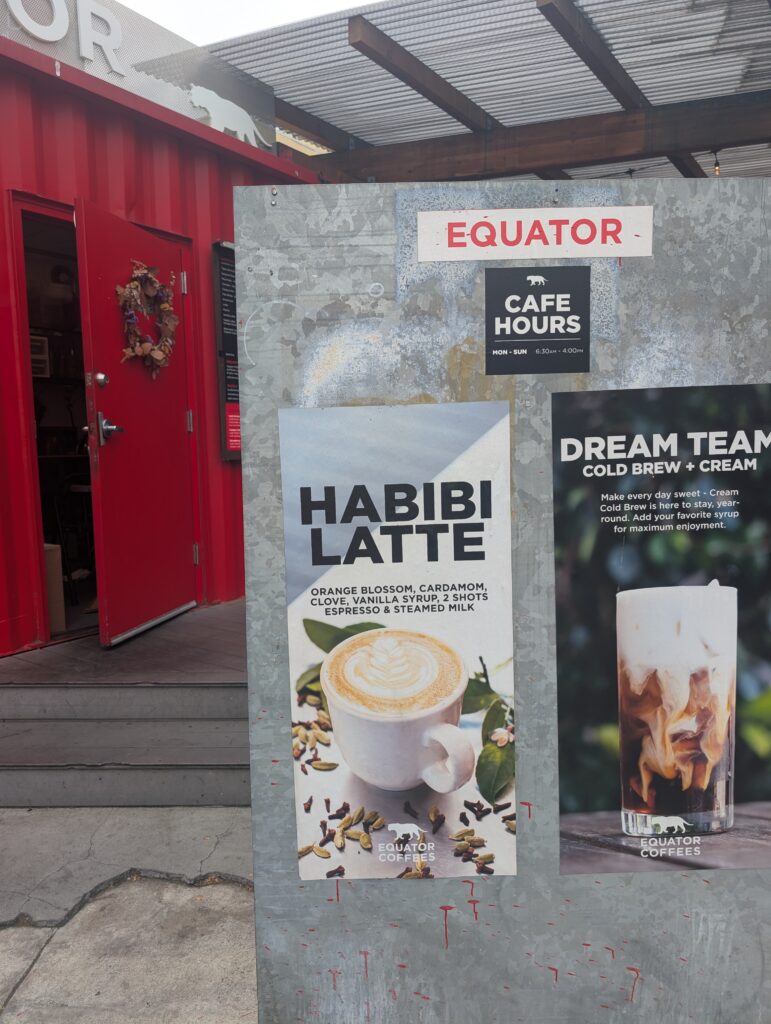 OR
EQUATOR
CAFE
HOURS
MON - SUN 6:30AM - 4:00PM
HABIBI
LATTE
ORANGE BLOSSOM, CARDAMOM,
CLOVE, VANILLA SYRUP, 2 SHOTS
ESPRESSO & STEAMED MILK
EQUATOR
COFFEES
DREAM TEAM
COLD BREW + CREAM
Make every day sweet - Cream
Cold Brew is here to stay, year-
round. Add your favorite syrup
for maximum enjoyment.
EQUATOR
COFFEES